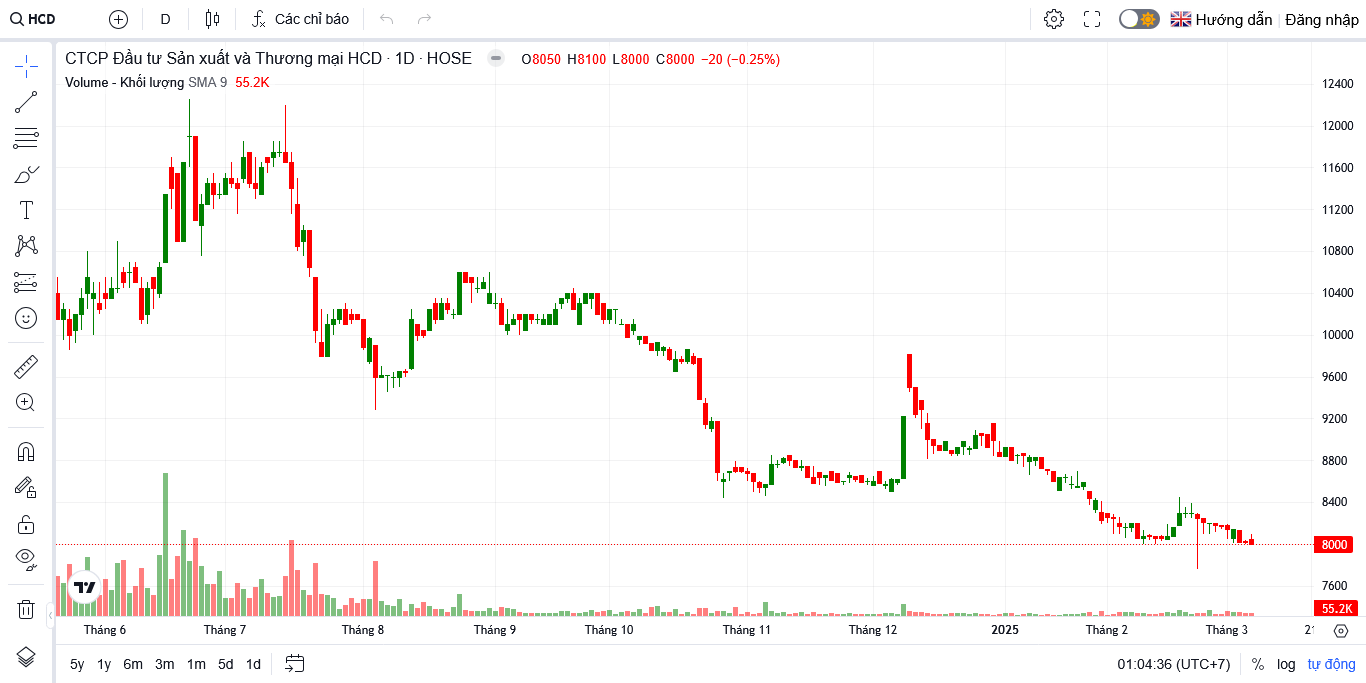 HCD D Các chỉ báo Hướng dẫn Đăng nhập
CTCP Đầu tư Sản xuất và Thương mại HCD · 1D · HOSE O8050 H8100 L8000 C8000 −20 (−0.25%)
Volume - Khối lượng SMA 9 55.2K
12400
12000
11600
11200
10800
10400
10000
9600
9200
8800
8400
8000
7600
55.2K
Tháng 6 Tháng 7 Tháng 8 Tháng 9 Tháng 10 Tháng 11 Tháng 12 2025 Tháng 2 Tháng 3
5y 1y 6m 3m 1m 5d 1d 01:04:36 (UTC+7) % log tự động